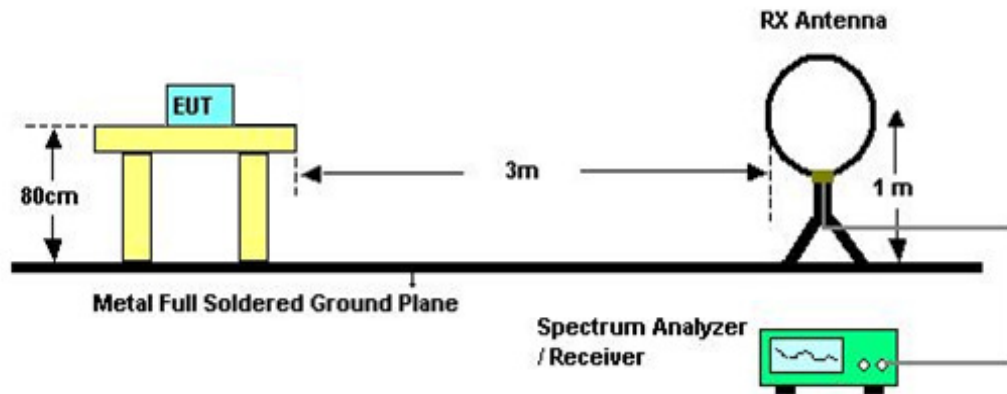 RX Antenna
EUT
80cm
3m
1 m
Metal Full Soldered Ground Plane
Spectrum Analyzer
/ Receiver